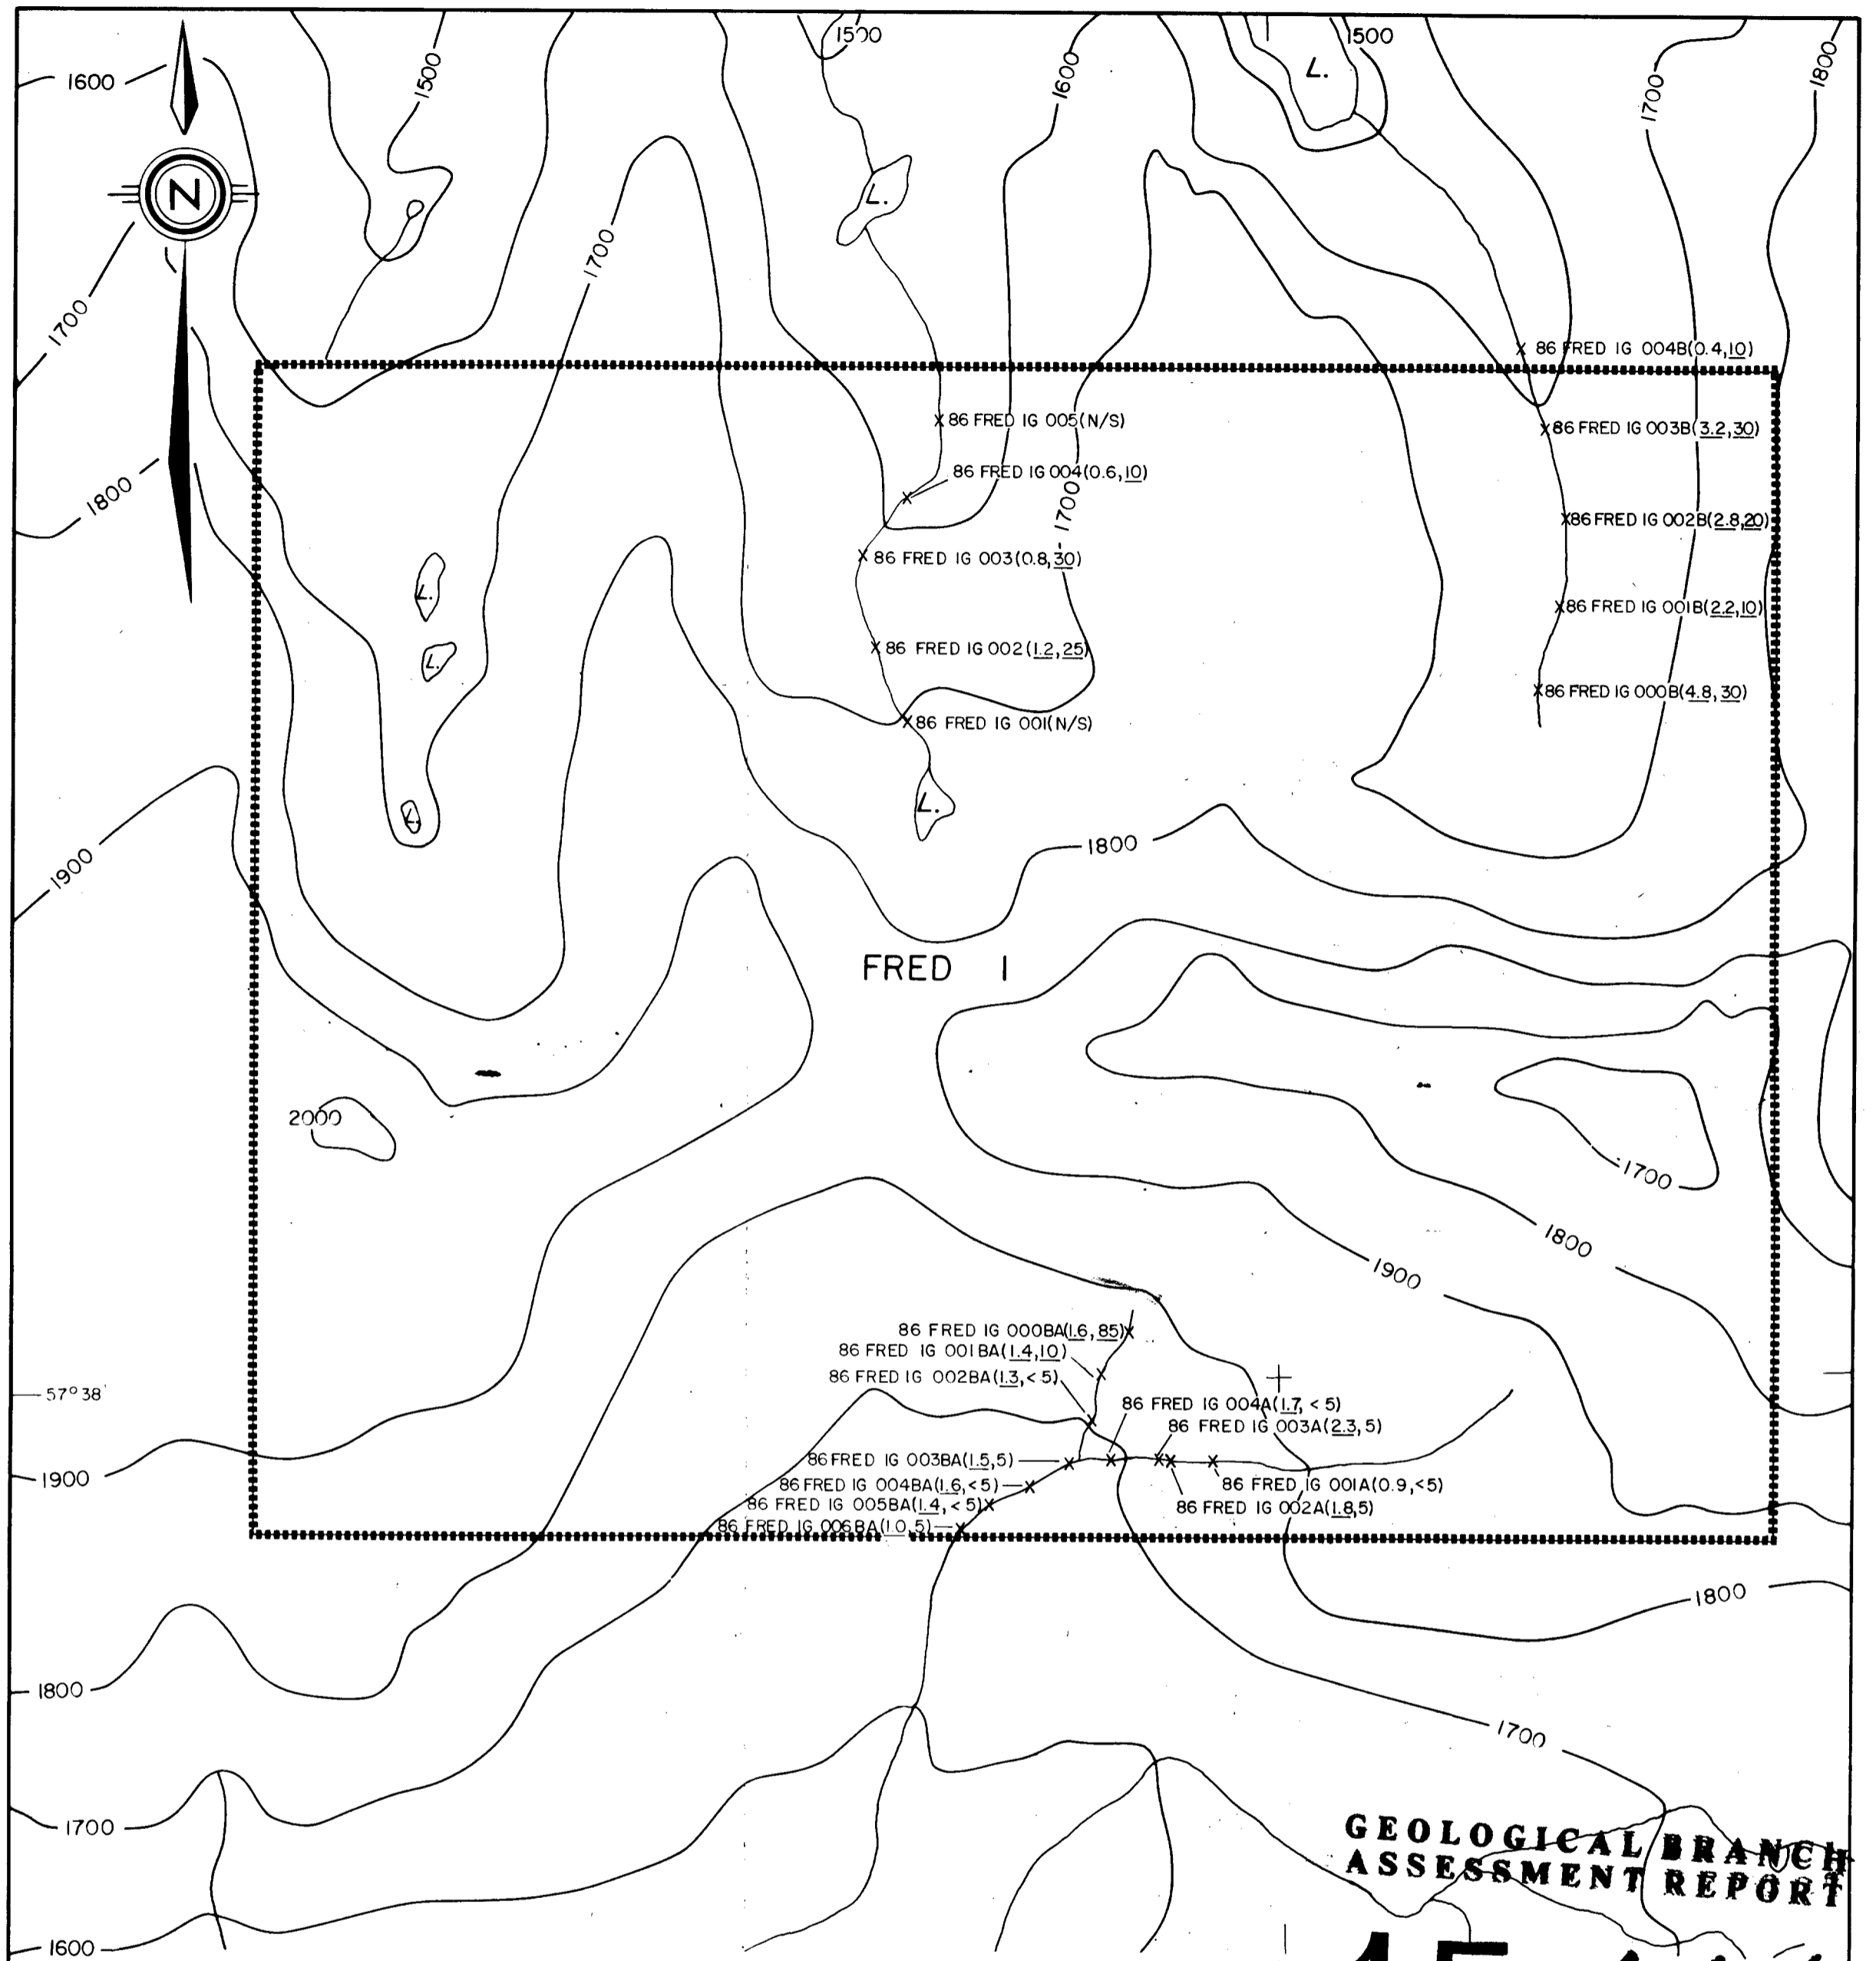 1500
1500
L.
1600
1500
1600
1700
1800
N
L.
1700
1700
86 FRED IG 004B(0.4,10)
86 FRED IG 005(N/S)
86 FRED IG 003B(3.2,30)
86 FRED IG 004(0.6,10)
1800
1700
86 FRED IG 002B(2.8,20)
86 FRED IG 003(0.8,30)
L.
86 FRED IG 001B(2.2,10)
86 FRED IG 002(1.2,25)
L.
86 FRED IG 000B(4.8,30)
86 FRED IG 001(N/S)
L.
L.
1800
1900
FRED 1
2000
1700
1800
1900
86 FRED IG 000BA(1.6,85)
86 FRED IG 001BA(1.4,10)
86 FRED IG 002BA(1.3,<5)
57°38'
86 FRED IG 004A(1.7,<5)
86 FRED IG 003A(2.3,5)
86 FRED IG 003BA(1.5,5)
1900
86 FRED IG 004BA(1.6,<5)
86 FRED IG 001A(0.9,<5)
86 FRED IG 005BA(1.4,<5)
86 FRED IG 002A(1.8,5)
86 FRED IG 006BA(1.0,5)
1800
1800
1700
1700
GEOLOGICAL BRANCH
ASSESSMENT REPORT
1600